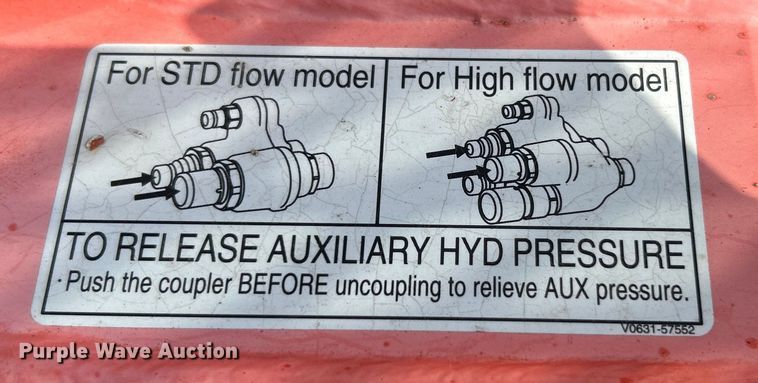 For STD flow model
For High flow model
TO RELEASE AUXILIARY HYD PRESSURE
Push the coupler BEFORE uncoupling to relieve AUX pressure.
V0631-57552
Purple Wave Auction